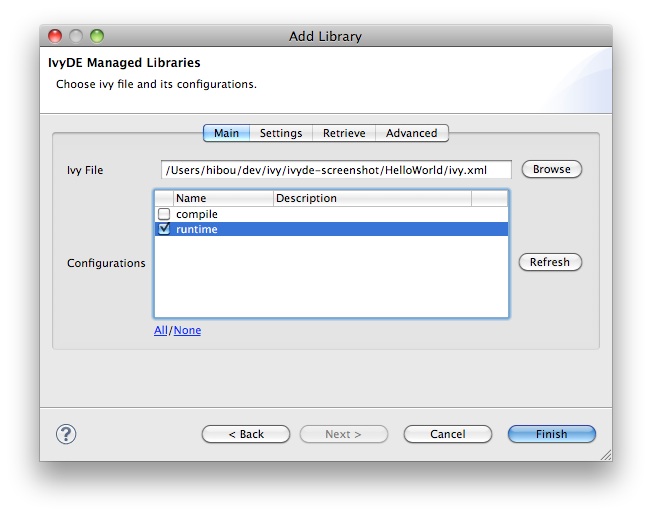 Add Library
IvyDE Managed Libraries
Choose ivy file and its configurations.
Main Settings Retrieve Advanced
Ivy File /Users/hibou/dev/ivy/ivyde-screenshot/HelloWorld/ivy.xml Browse
Name Description
compile
runtime
Configurations Refresh
All/None
? < Back Next > Cancel Finish